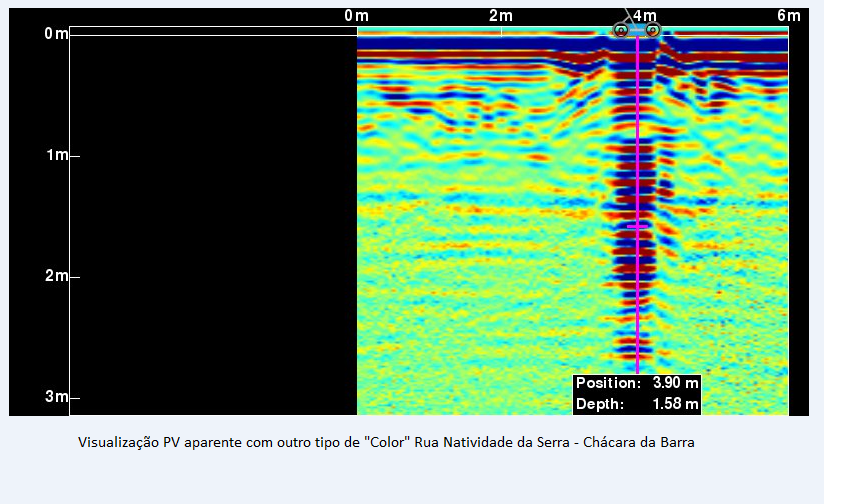 0m 2m 4m 6m
0m
1m
2m
3m
Position: 3.90 m
Depth: 1.58 m
Visualização PV aparente com outro tipo de "Color" Rua Natividade da Serra - Chácara da Barra